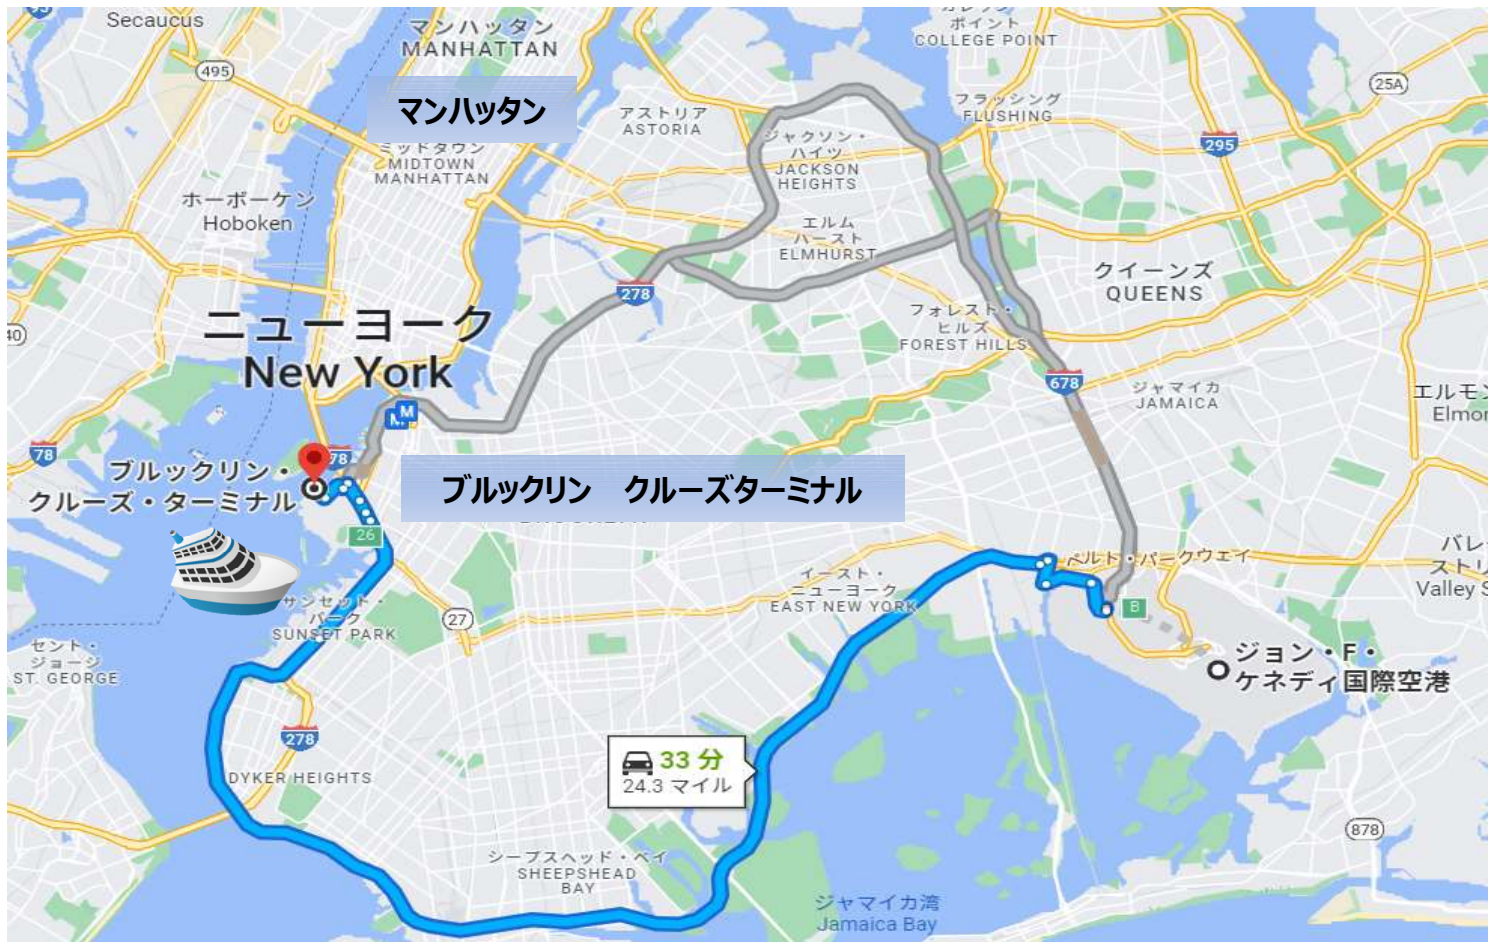 Secaucus
マンハッタン
MANHATTAN
ポイント
COLLEGE POINT
495
25A
マンハッタン
アストリア
ASTORIA
フラッシング
FLUSHING
295
ミッドタウン
MIDTOWN
MANHATTAN
ジャクソン・
ハイツ
JACKSON
HEIGHTS
ホーボーケン
Hoboken
エルム
ハースト
ELMHURST
クイーンズ
QUEENS
278
ニューヨーク
New York
フォレスト・
ヒルズ
FOREST HILLS
678
ジャマイカ
JAMAICA
エルモン
Elmon
40
M
M
78
78
ブルックリン・
クルーズ・ターミナル
ブルックリン クルーズターミナル
26
ベルト・パークウェイ
バレー
ストリ
Valley S
イースト・
ニューヨーク
EAST NEW YORK
B
サンセット・
パーク
SUNSET PARK
27
セント・
ジョージ
ST. GEORGE
ジョン・F・
ケネディ国際空港
278
DYKER HEIGHTS
33 分
24.3 マイル
878
シープスヘッド・ベイ
SHEEPSHEAD
BAY
ジャマイカ湾
Jamaica Bay